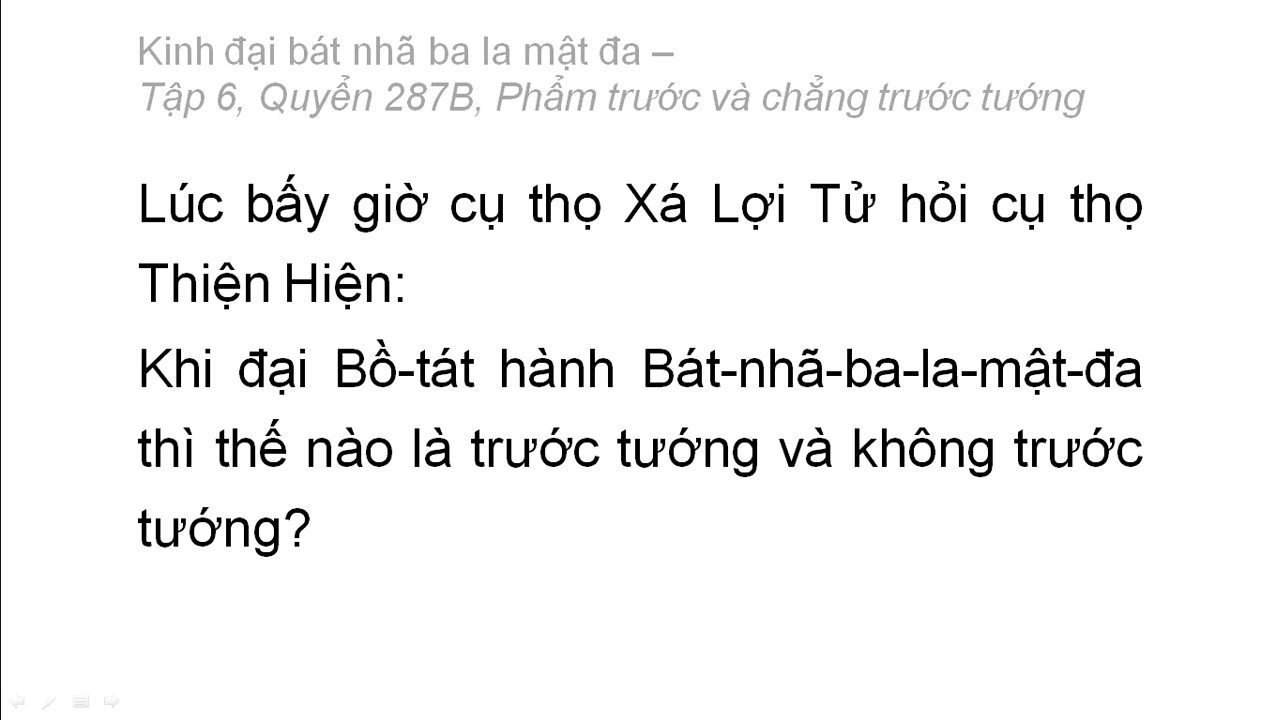 Kinh đại bát nhã ba la mật đa –
Tập 6, Quyển 287B, Phẩm trước và chẳng trước tướng
Lúc bấy giờ cụ thọ Xá Lợi Tử hỏi cụ thọ
Thiện Hiện:
Khi đại Bồ-tát hành Bát-nhã-ba-la-mật-đa
thì thế nào là trước tướng và không trước
tướng?